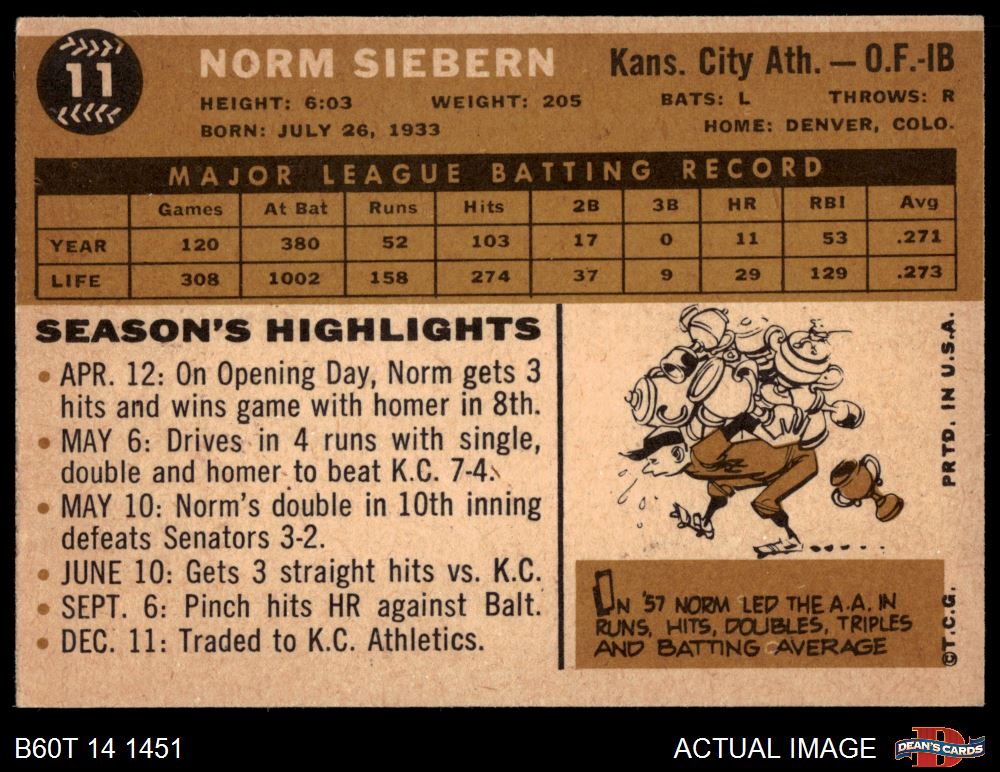 11
NORM SIEBERN
Kans. City Ath. — O.F.-1B
HEIGHT: 6:03 WEIGHT: 205 BATS: L THROWS: R
BORN: JULY 26, 1933 HOME: DENVER, COLO.
MAJOR LEAGUE BATTING RECORD
Games At Bat Runs Hits 2B 3B HR RBI Avg
YEAR 120 380 52 103 17 0 11 53 .271
LIFE 308 1002 158 274 37 9 29 129 .273
SEASON'S HIGHLIGHTS
• APR. 12: On Opening Day, Norm gets 3
hits and wins game with homer in 8th.
• MAY 6: Drives in 4 runs with single,
double and homer to beat K.C. 7-4.
• MAY 10: Norm's double in 10th inning
defeats Senators 3-2.
• JUNE 10: Gets 3 straight hits vs. K.C.
• SEPT. 6: Pinch hits HR against Balt.
• DEC. 11: Traded to K.C. Athletics.
IN '57 NORM LED THE A.A. IN
RUNS, HITS, DOUBLES, TRIPLES
AND BATTING AVERAGE
©T.C.G. PRTD. IN U.S.A.
B60T 14 1451
ACTUAL IMAGE
DEAN'S CARDS